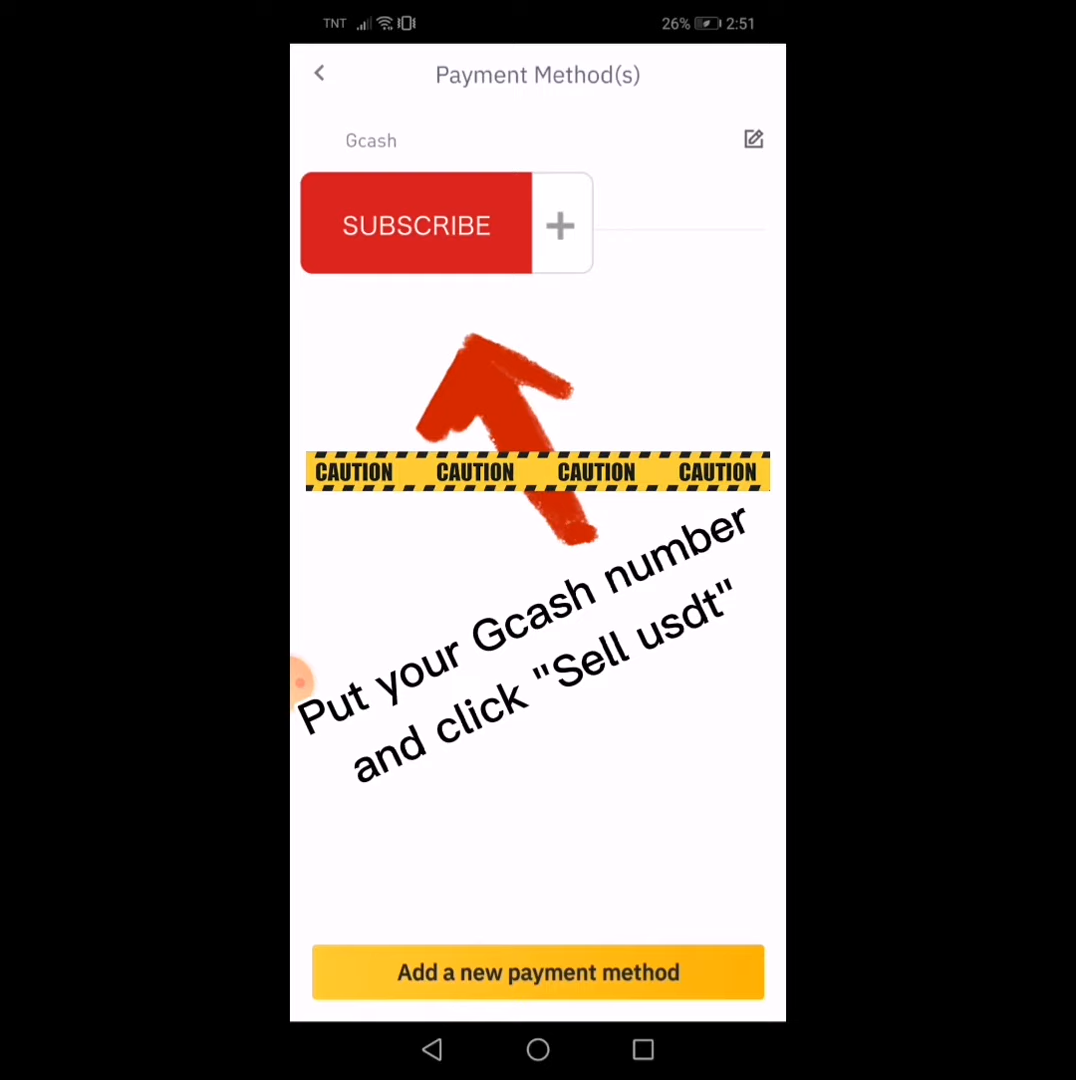 TNT 26% 2:51
Payment Method(s)
Gcash
SUBSCRIBE
CAUTION CAUTION CAUTION CAUTION
Put your Gcash number
and click "Sell usdt"
Add a new payment method